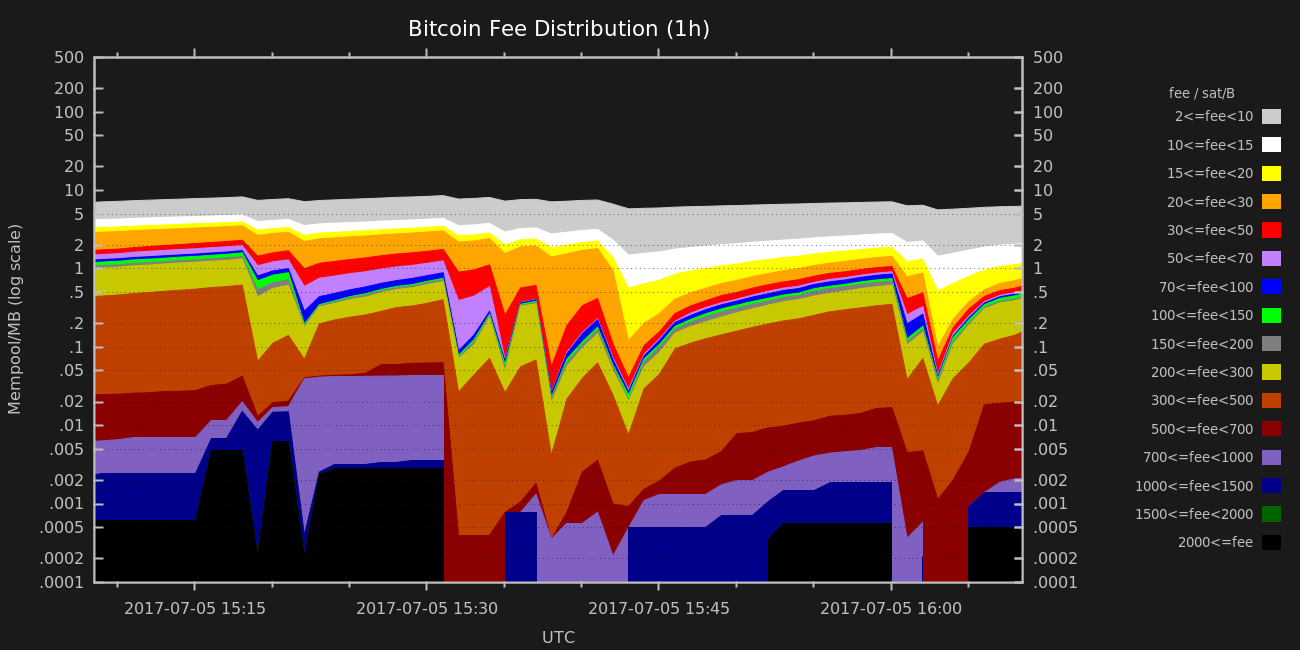 Bitcoin Fee Distribution (1h)
500 500
200 200
100 100
50 50
20 20
10 10
5 5
2 2
1 1
.5 .5
.2 .2
.1 .1
.05 .05
.02 .02
.01 .01
.005 .005
.002 .002
.001 .001
.0005 .0005
.0002 .0002
.0001 .0001
Mempool/MB (log scale)
2017-07-05 15:15 2017-07-05 15:30 2017-07-05 15:45 2017-07-05 16:00
UTC
fee / sat/B
2<=fee<10
10<=fee<15
15<=fee<20
20<=fee<30
30<=fee<50
50<=fee<70
70<=fee<100
100<=fee<150
150<=fee<200
200<=fee<300
300<=fee<500
500<=fee<700
700<=fee<1000
1000<=fee<1500
1500<=fee<2000
2000<=fee